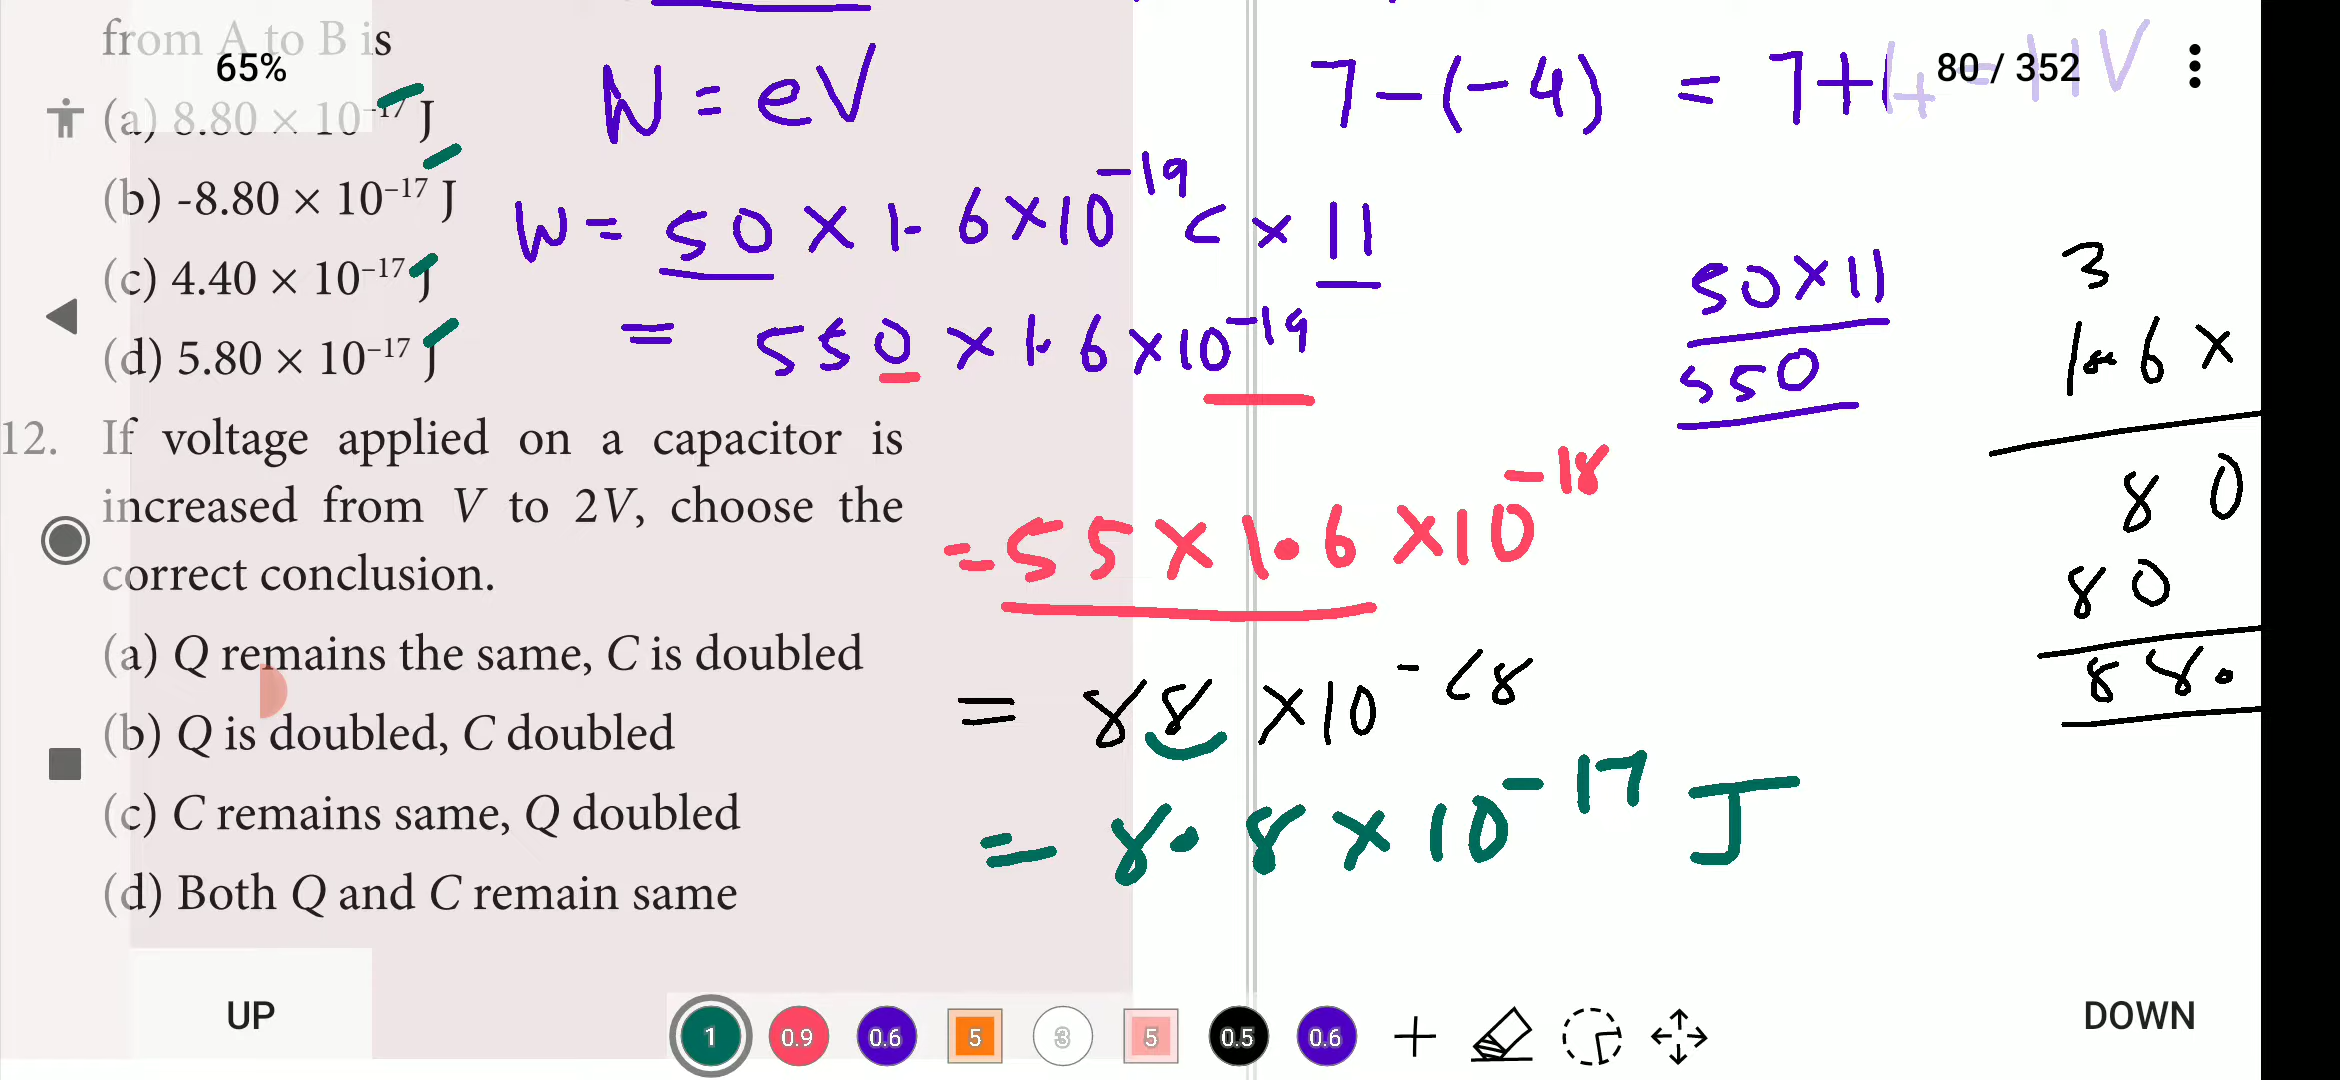 from A to B is
65%
(a) 8.80 × 10⁻¹⁷ J
(b) -8.80 × 10⁻¹⁷ J
(c) 4.40 × 10⁻¹⁷ J
(d) 5.80 × 10⁻¹⁷ J
12. If voltage applied on a capacitor is
increased from V to 2V, choose the
correct conclusion.
(a) Q remains the same, C is doubled
(b) Q is doubled, C doubled
(c) C remains same, Q doubled
(d) Both Q and C remain same
UP
W = eV
7 - (-4) = 7 + 4 = 11 V
80 / 352
W = 50 × 1.6 × 10⁻¹⁹ C × 11
= 550 × 1.6 × 10⁻¹⁹
50 × 11
550
= 55 × 1.6 × 10⁻¹⁸
= 88 × 10⁻¹⁸
= 8.8 × 10⁻¹⁷ J
3
1.6 ×
8 0
8 0
8 8.
1 0.9 0.6 5 3 5 0.5 0.6
DOWN